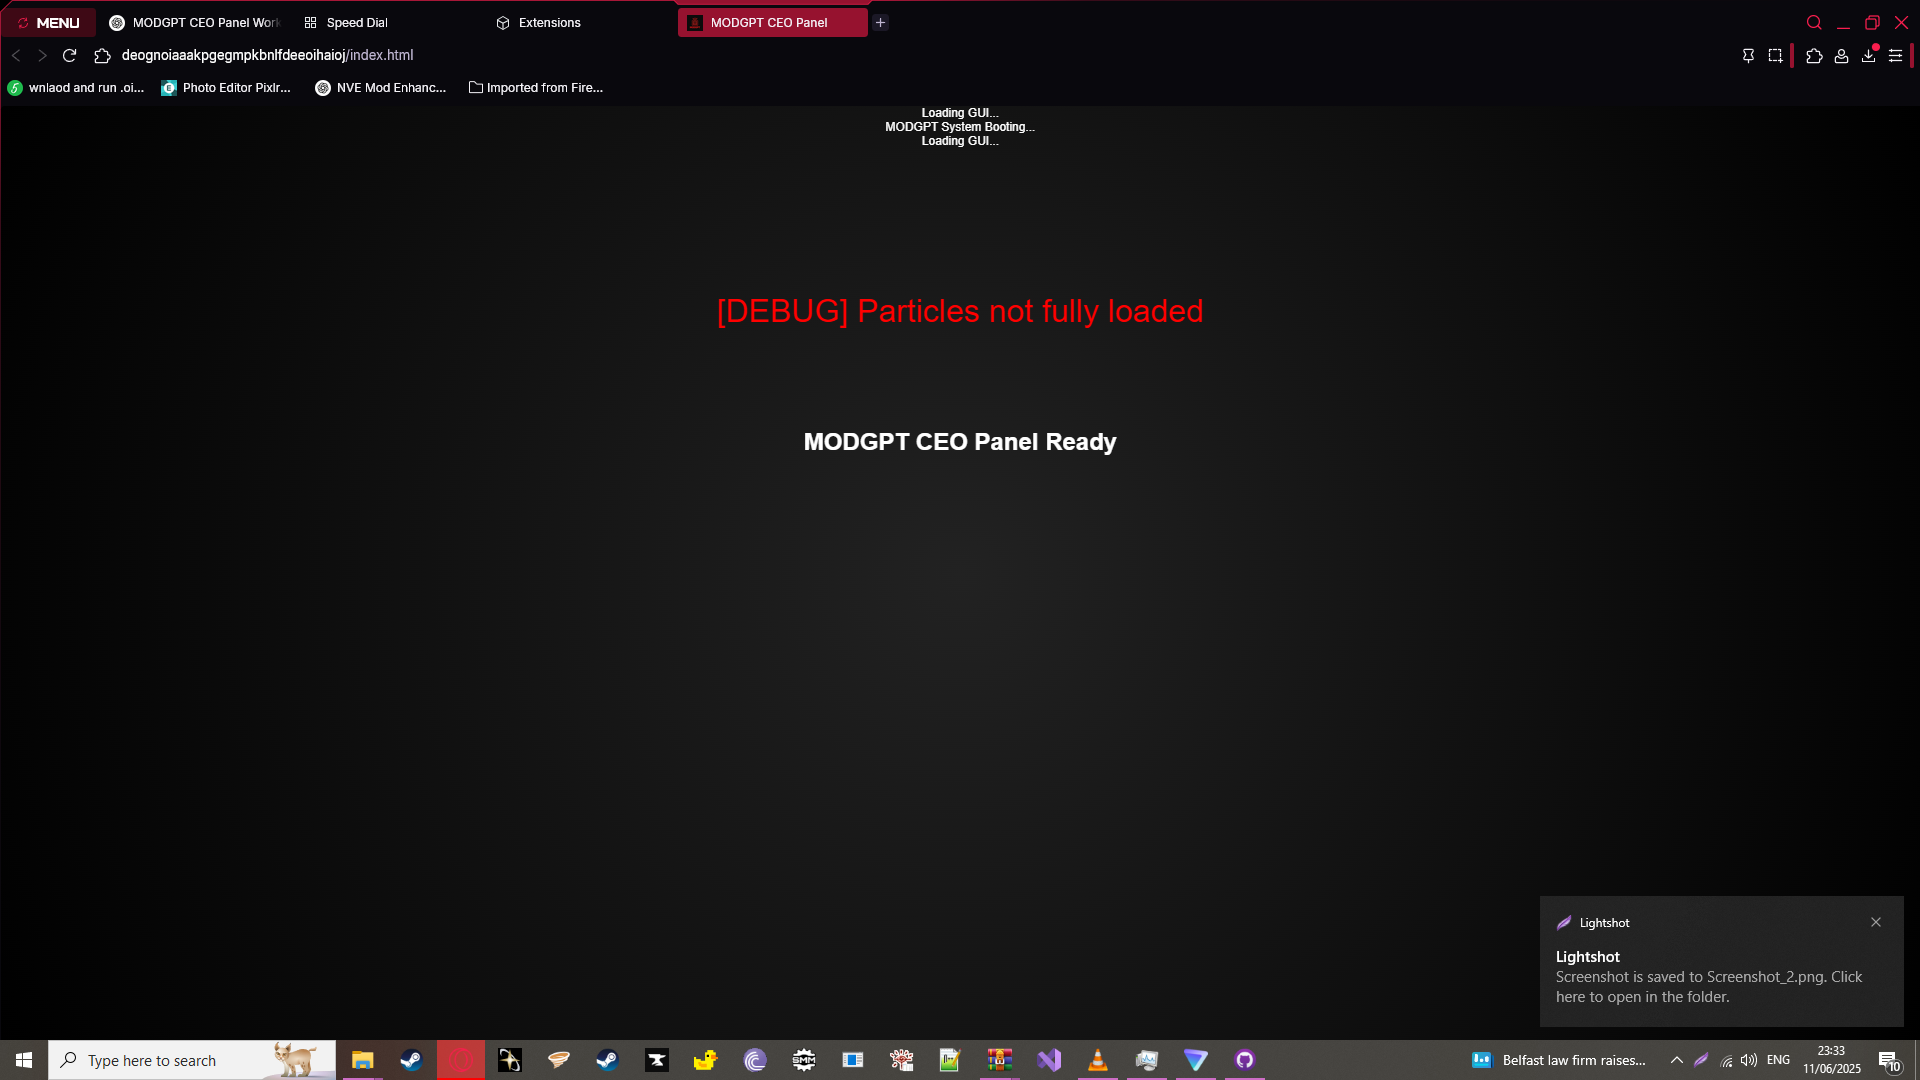 MENU
MODGPT CEO Panel Work
Speed Dial
Extensions
MODGPT CEO Panel
deognoiaaakpgegmpkbnlfdeeoihaioj/index.html
wnlaod and run .oi...
Photo Editor Pixlr...
NVE Mod Enhanc...
Imported from Fire...
Loading GUI...
MODGPT System Booting...
Loading GUI...
[DEBUG] Particles not fully loaded
MODGPT CEO Panel Ready
Lightshot
Lightshot
Screenshot is saved to Screenshot_2.png. Click
here to open in the folder.
Type here to search
SMM
Belfast law firm raises...
ENG
23:33
11/06/2025
10